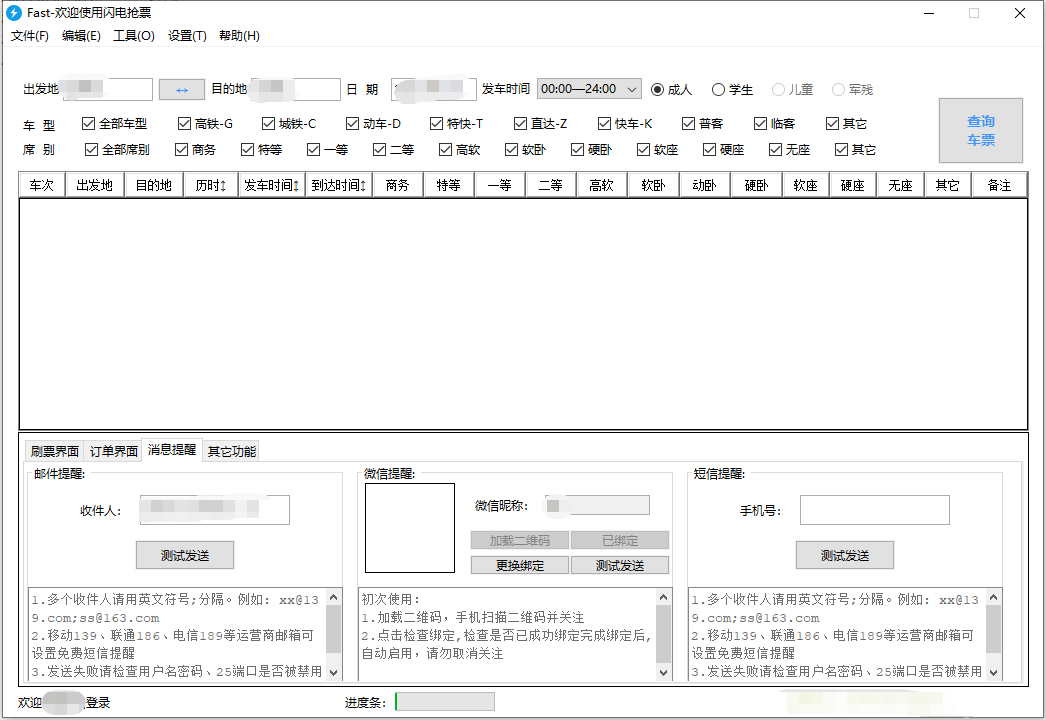 Fast-欢迎使用闪电抢票
文件(F) 编辑(E) 工具(O) 设置(T) 帮助(H)
出发地 ↔ 目的地 日 期 发车时间 00:00—24:00 成人 学生 儿童 军残
车 型 全部车型 高铁-G 城铁-C 动车-D 特快-T 直达-Z 快车-K 普客 临客 其它
席 别 全部席别 商务 特等 一等 二等 高软 软卧 硬卧 软座 硬座 无座 其它
查询
车票
车次 出发地 目的地 历时↕ 发车时间↕ 到达时间↕ 商务 特等 一等 二等 高软 软卧 动卧 硬卧 软座 硬座 无座 其它 备注
刷票界面 订单界面 消息提醒 其它功能
邮件提醒:
收件人:
测试发送
1.多个收件人请用英文符号;分隔。例如: xx@13
9.com;ss@163.com
2.移动139、联通186、电信189等运营商邮箱可
设置免费短信提醒
3.发送失败请检查用户名密码、25端口是否被禁用
微信提醒:
微信昵称:
加载二维码 已绑定
更换绑定 测试发送
初次使用:
1.加载二维码，手机扫描二维码并关注
2.点击检查绑定,检查是否已成功绑定完成绑定后,
自动启用，请勿取消关注
短信提醒:
手机号:
测试发送
1.多个收件人请用英文符号;分隔。例如: xx@13
9.com;ss@163.com
2.移动139、联通186、电信189等运营商邮箱可
设置免费短信提醒
3.发送失败请检查用户名密码、25端口是否被禁用
欢迎 登录 进度条: